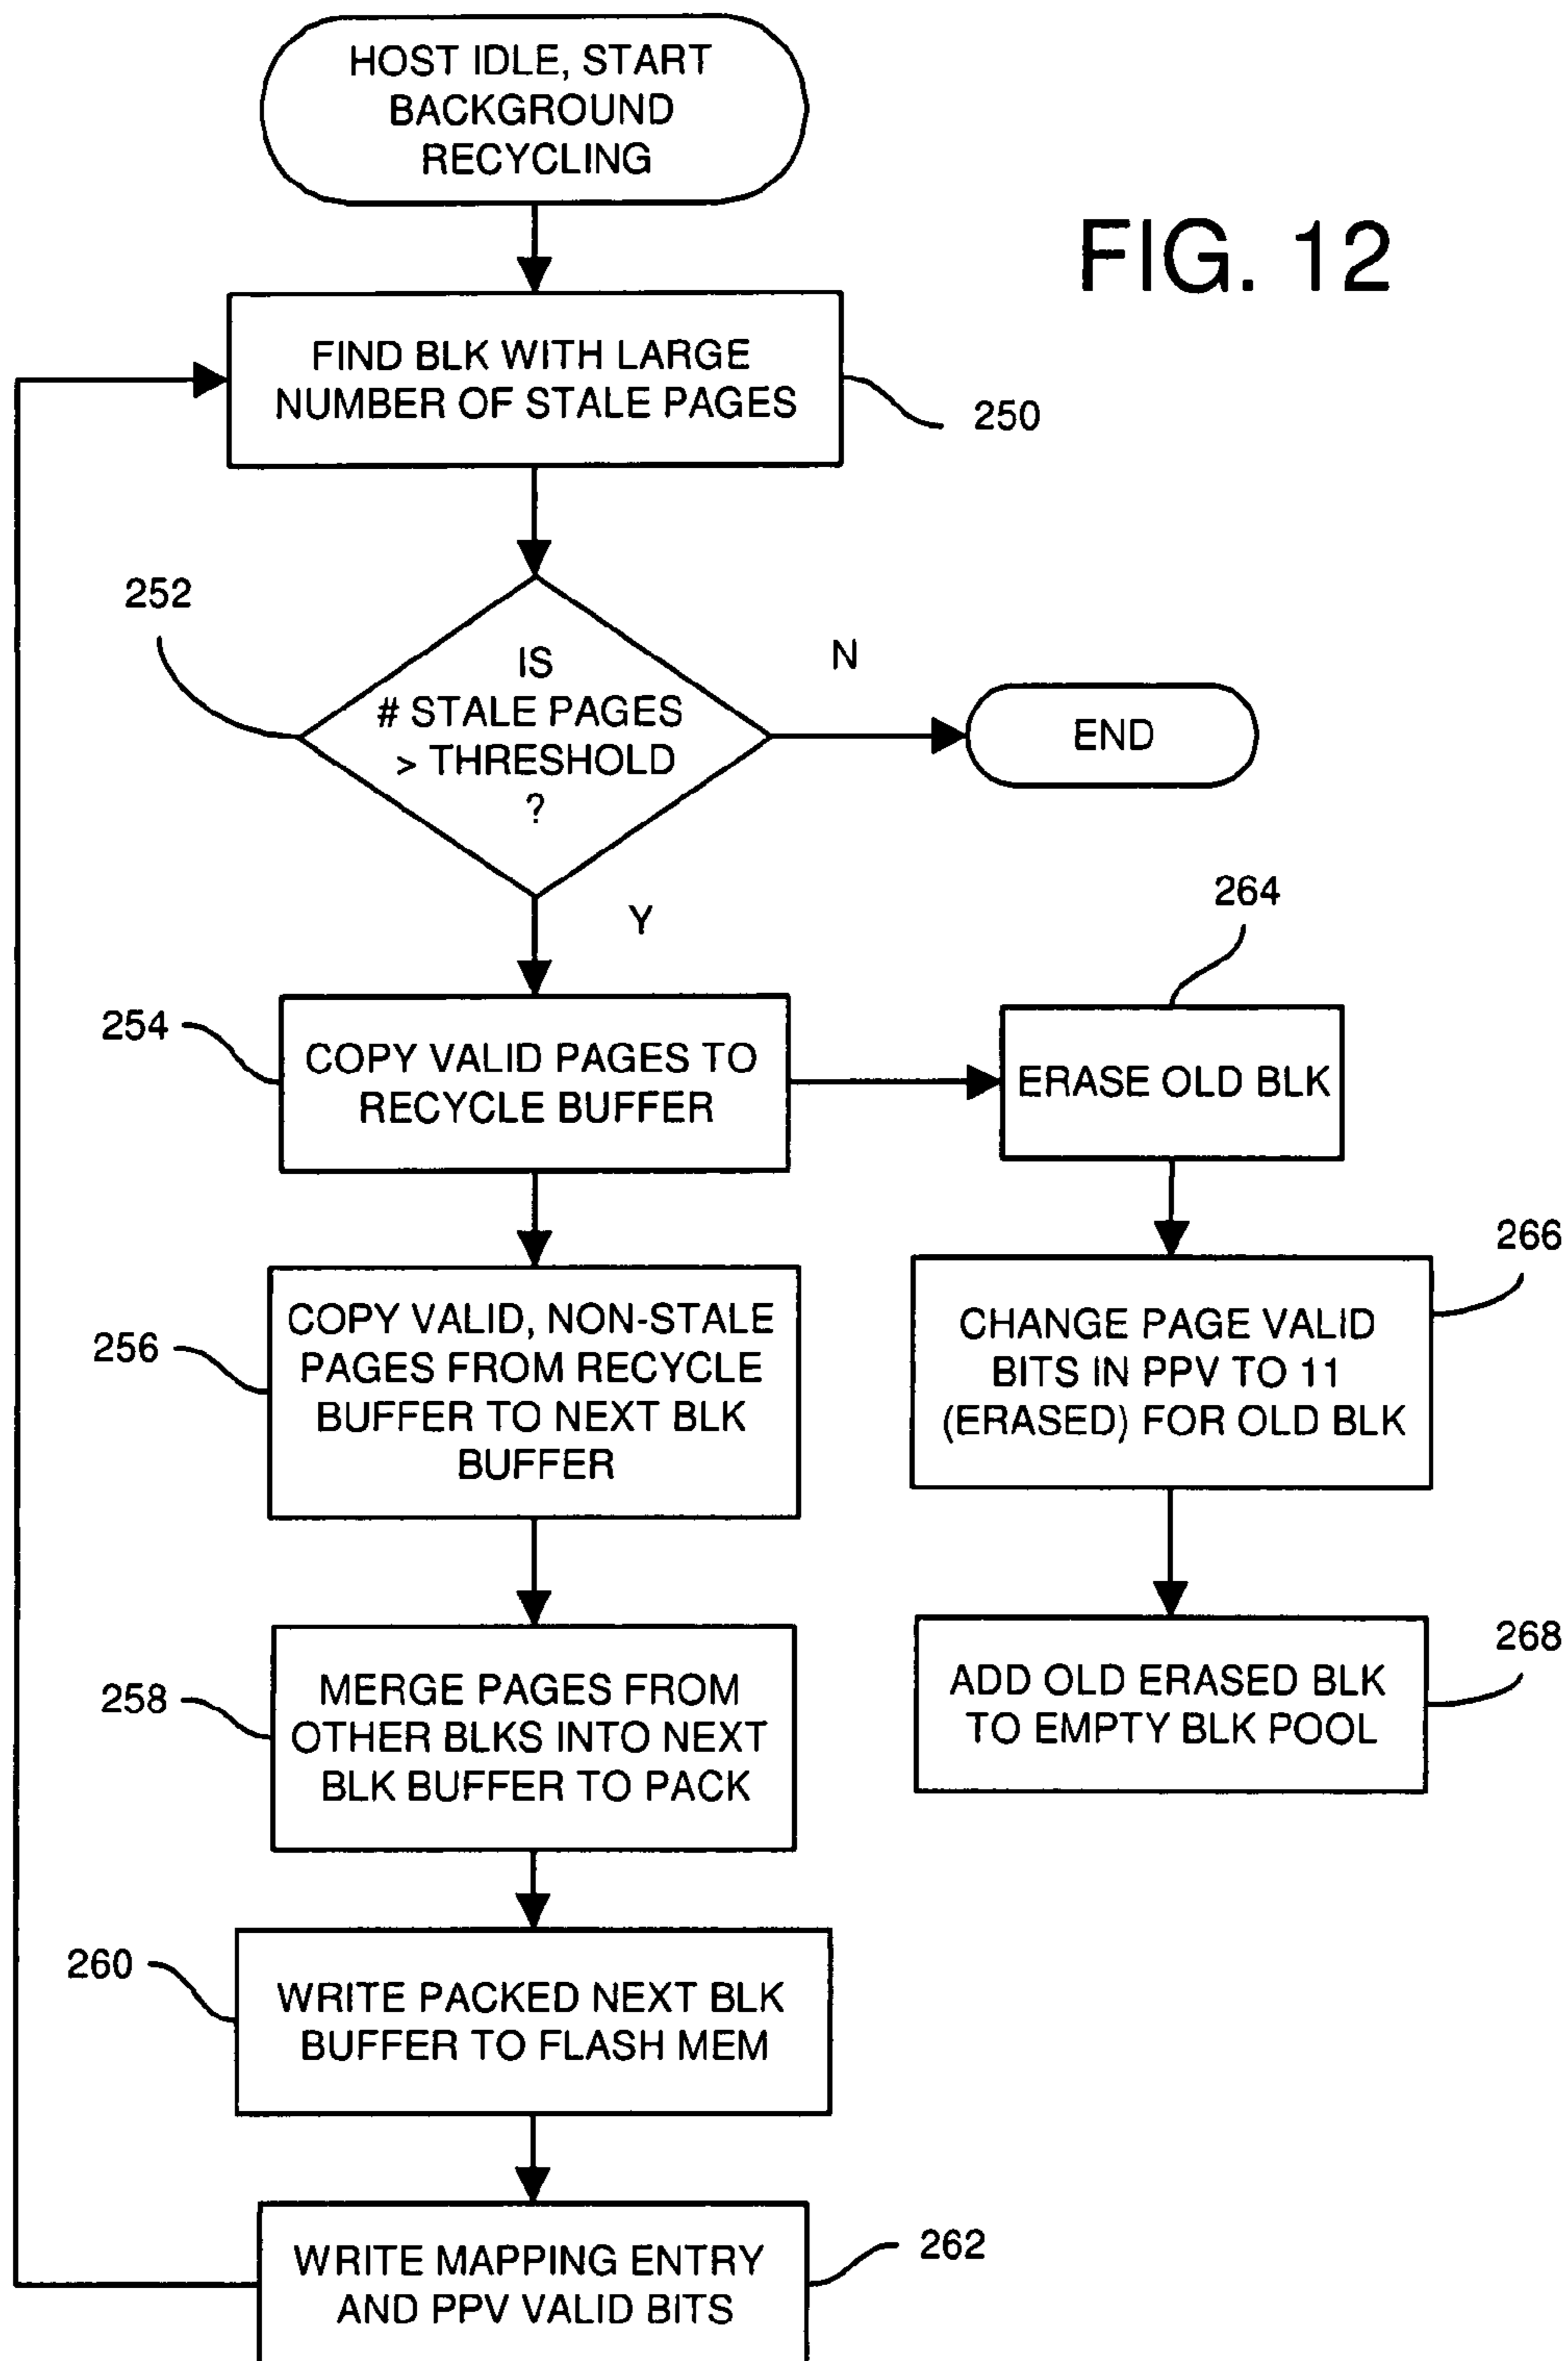 HOST IDLE, START
BACKGROUND
RECYCLING
FIG. 12
FIND BLK WITH LARGE
NUMBER OF STALE PAGES
250
252
IS
# STALE PAGES
> THRESHOLD
?
N
END
Y
264
254
COPY VALID PAGES TO
RECYCLE BUFFER
ERASE OLD BLK
266
256
COPY VALID, NON-STALE
PAGES FROM RECYCLE
BUFFER TO NEXT BLK
BUFFER
CHANGE PAGE VALID
BITS IN PPV TO 11
(ERASED) FOR OLD BLK
268
258
MERGE PAGES FROM
OTHER BLKS INTO NEXT
BLK BUFFER TO PACK
ADD OLD ERASED BLK
TO EMPTY BLK POOL
260
WRITE PACKED NEXT BLK
BUFFER TO FLASH MEM
262
WRITE MAPPING ENTRY
AND PPV VALID BITS